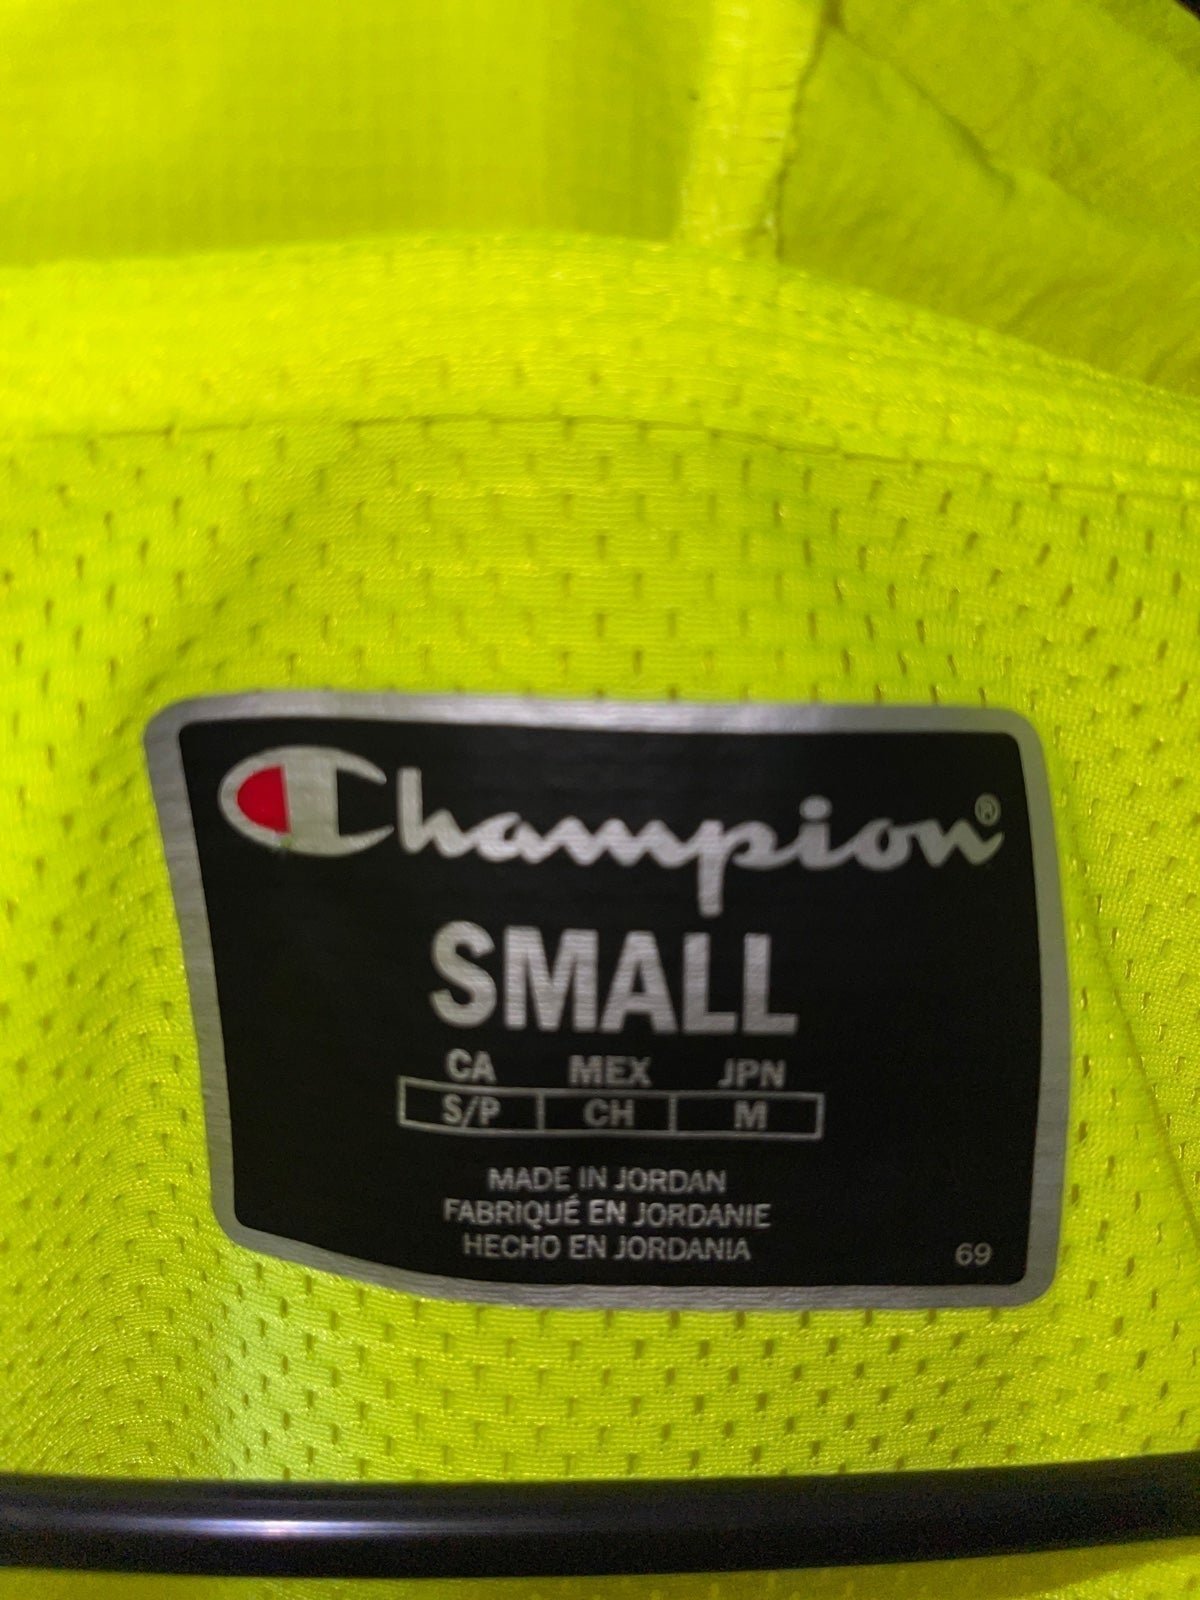 Champion®
SMALL
CA MEX JPN
S/P CH M
MADE IN JORDAN
FABRIQUÉ EN JORDANIE
HECHO EN JORDANIA
69